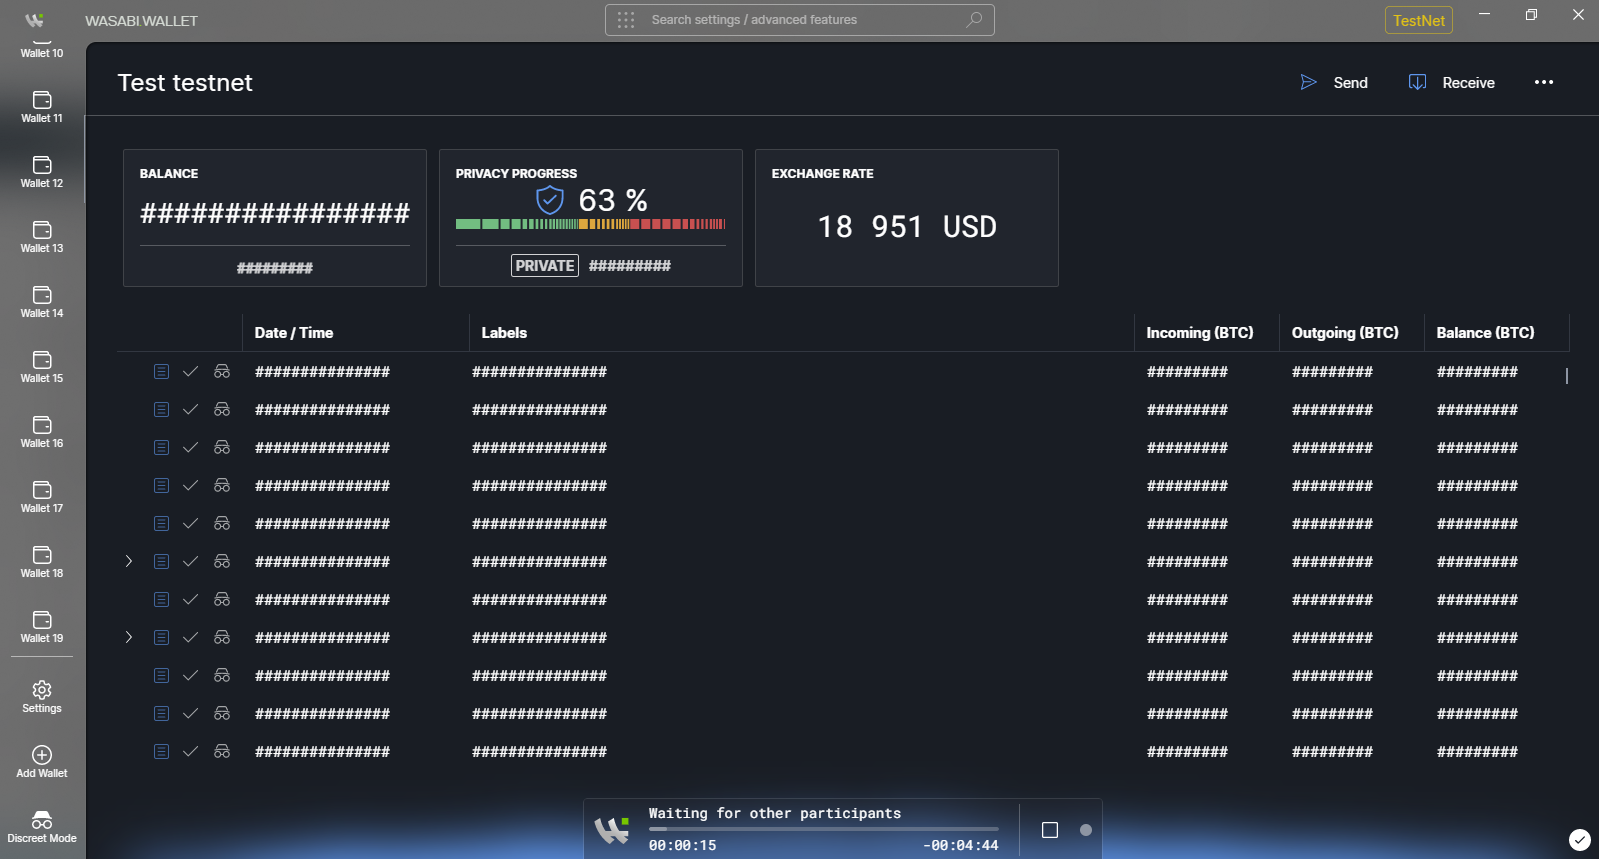 WASABI WALLET
Search settings / advanced features
TestNet
Wallet 10
Wallet 11
Wallet 12
Wallet 13
Wallet 14
Wallet 15
Wallet 16
Wallet 17
Wallet 18
Wallet 19
Settings
Add Wallet
Discreet Mode
Test testnet
Send
Receive
BALANCE
################
#########
PRIVACY PROGRESS
63 %
PRIVATE #########
EXCHANGE RATE
18 951 USD
Date / Time Labels Incoming (BTC) Outgoing (BTC) Balance (BTC)
############### ############### ######### ######### #########
############### ############### ######### ######### #########
############### ############### ######### ######### #########
############### ############### ######### ######### #########
############### ############### ######### ######### #########
############### ############### ######### ######### #########
############### ############### ######### ######### #########
############### ############### ######### ######### #########
############### ############### ######### ######### #########
############### ############### ######### ######### #########
############### ############### ######### ######### #########
Waiting for other participants
00:00:15 -00:04:44